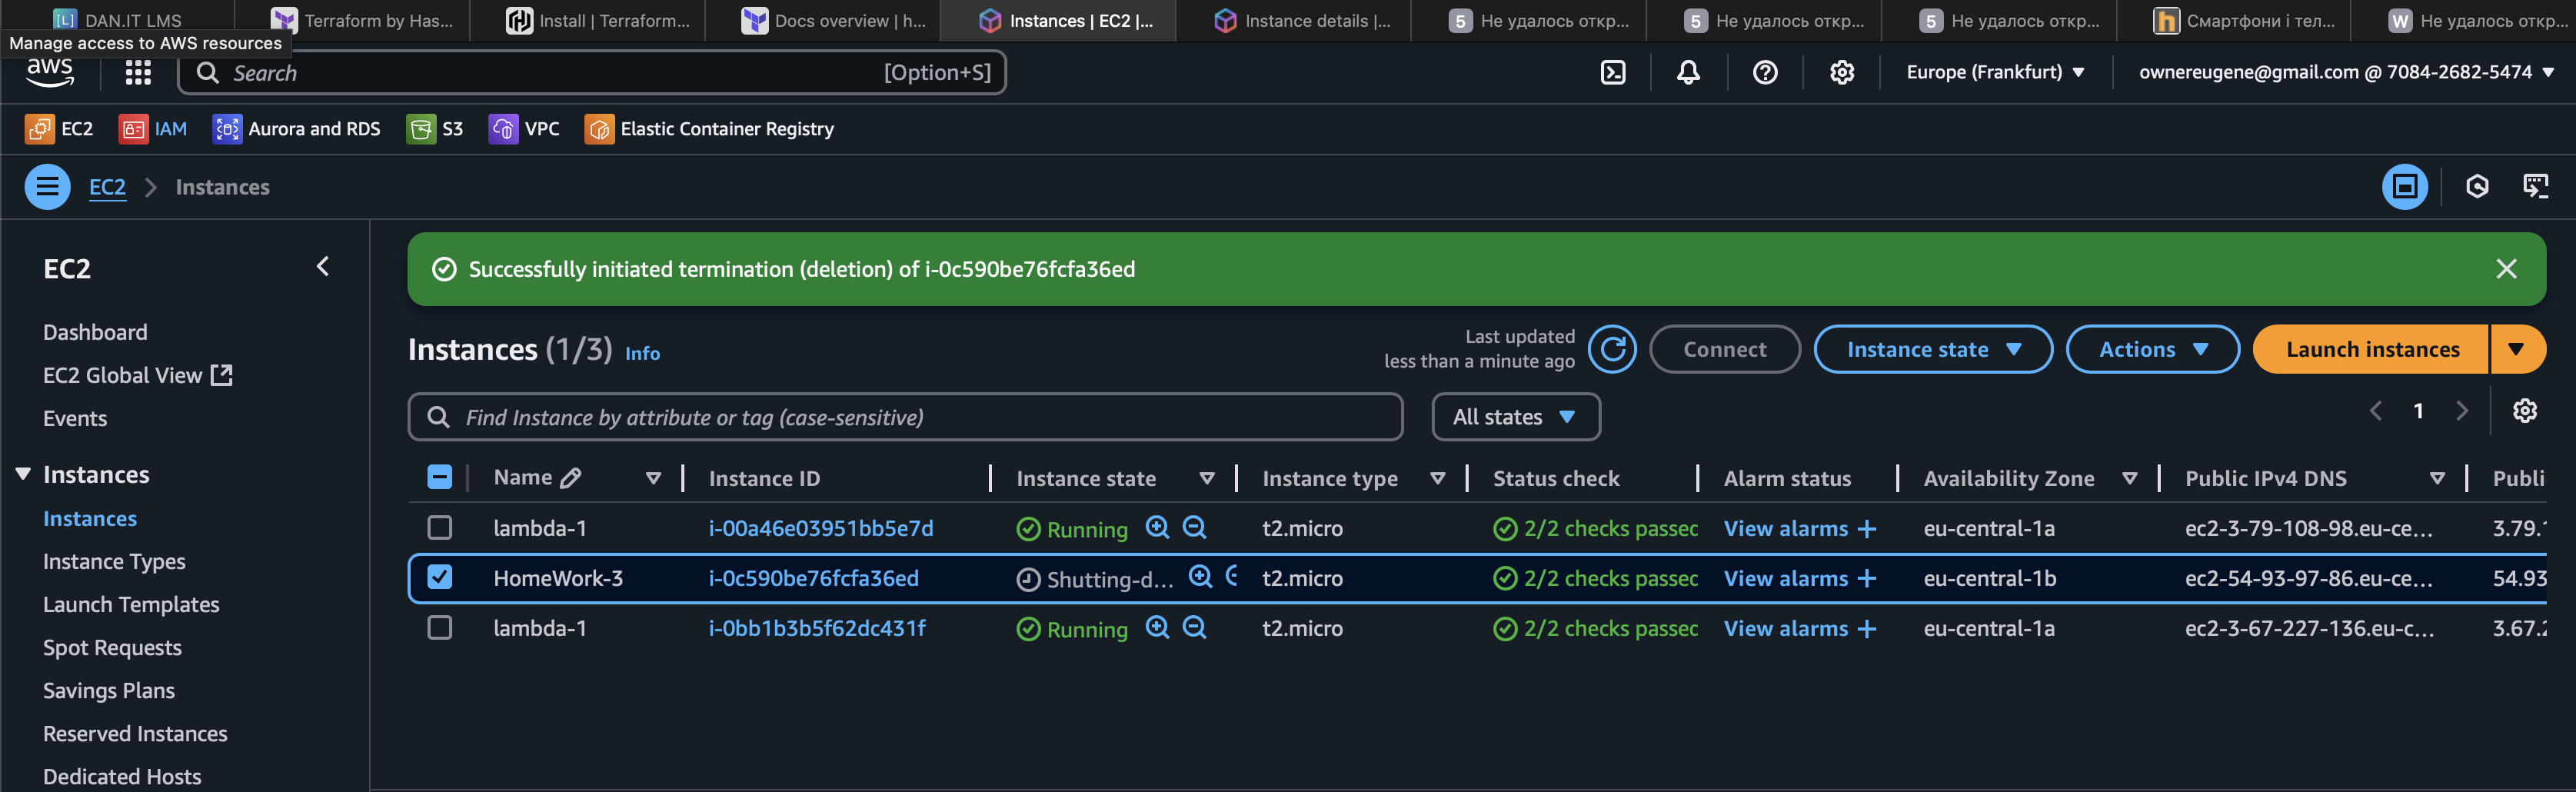 DAN.IT LMS
Terraform by Has...
Install | Terraform...
Docs overview | h...
Instances | EC2 |...
Instance details |...
5 Не удалось откр...
5 Не удалось откр...
5 Не удалось откр...
h Смартфони і тел...
W Не удалось откр...
Manage access to AWS resources
aws
Search [Option+S]
Europe (Frankfurt)
ownereugene@gmail.com @ 7084-2682-5474
EC2 IAM Aurora and RDS S3 VPC Elastic Container Registry
EC2 Instances
EC2
Dashboard
EC2 Global View
Events
Instances
Instances
Instance Types
Launch Templates
Spot Requests
Savings Plans
Reserved Instances
Dedicated Hosts
Successfully initiated termination (deletion) of i-0c590be76fcfa36ed
Instances (1/3) Info
Last updated
less than a minute ago
Connect Instance state Actions Launch instances
Find Instance by attribute or tag (case-sensitive)
All states
1
Name Instance ID Instance state Instance type Status check Alarm status Availability Zone Public IPv4 DNS Publi
lambda-1 i-00a46e03951bb5e7d Running t2.micro 2/2 checks passec View alarms + eu-central-1a ec2-3-79-108-98.eu-ce... 3.79.1
HomeWork-3 i-0c590be76fcfa36ed Shutting-d... t2.micro 2/2 checks passec View alarms + eu-central-1b ec2-54-93-97-86.eu-ce... 54.93
lambda-1 i-0bb1b3b5f62dc431f Running t2.micro 2/2 checks passec View alarms + eu-central-1a ec2-3-67-227-136.eu-c... 3.67.2